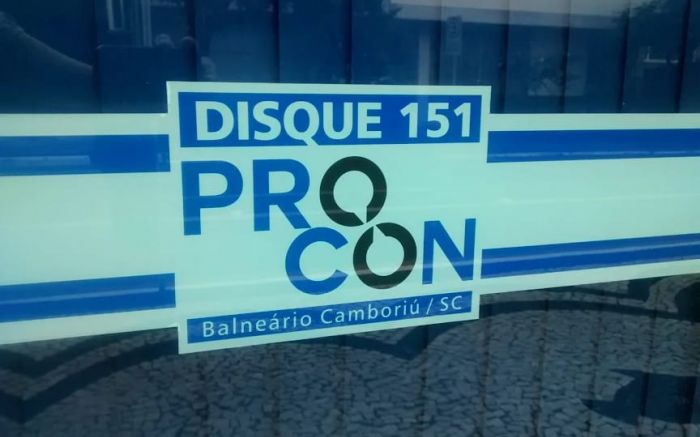 DISQUE 151
PRO
CON
Balneário Camboriú / SC